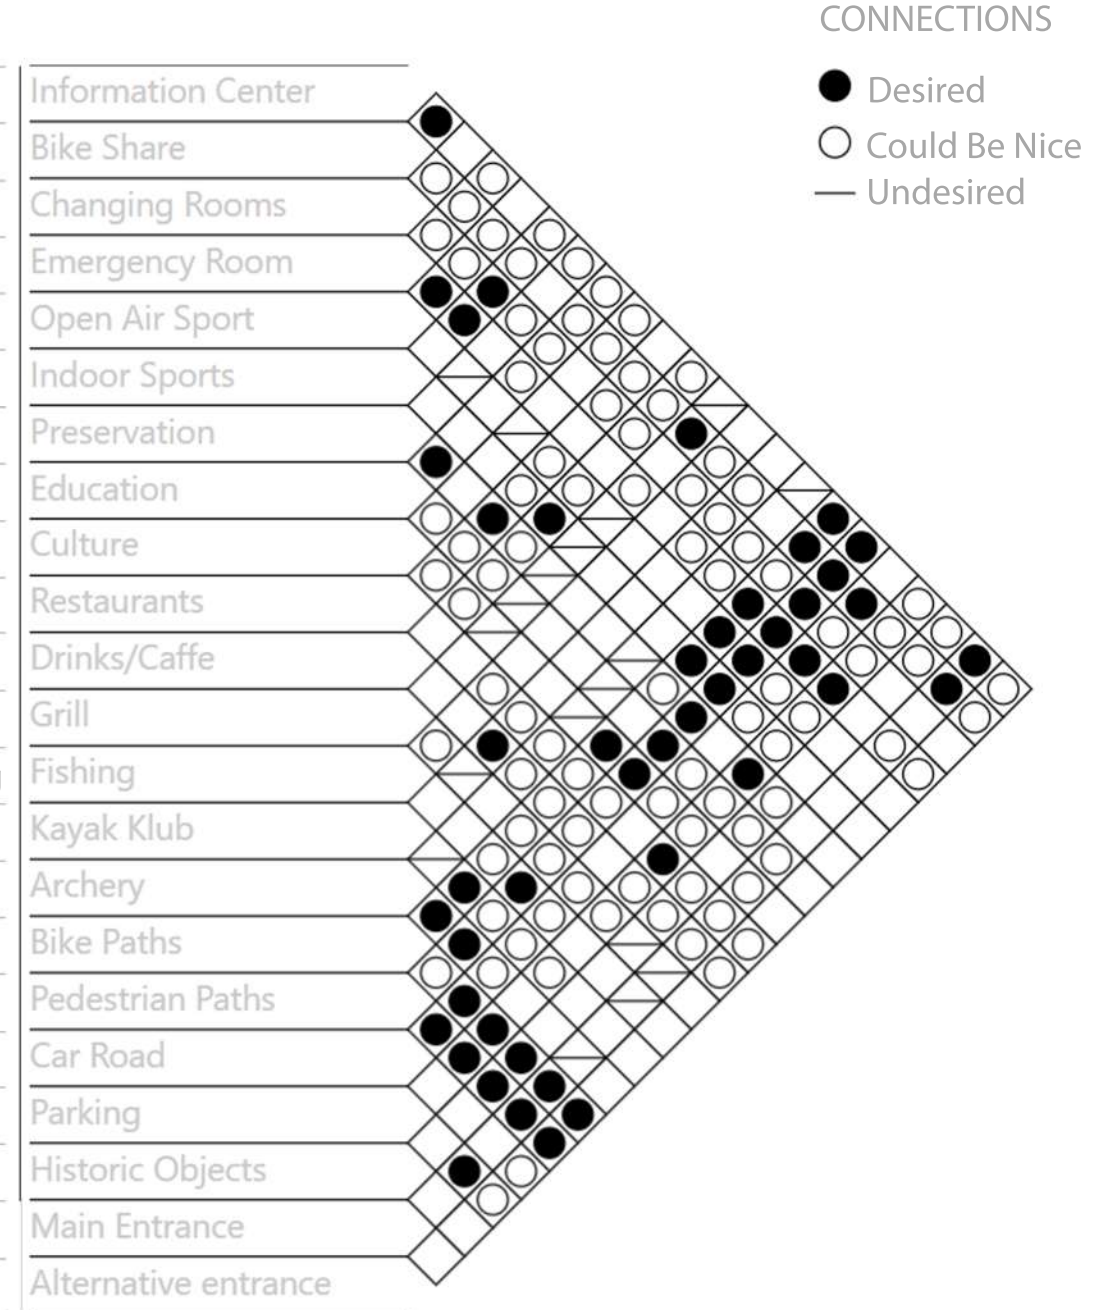 CONNECTIONS
Desired
Could Be Nice
Undesired
Information Center
Bike Share
Changing Rooms
Emergency Room
Open Air Sport
Indoor Sports
Preservation
Education
Culture
Restaurants
Drinks/Caffe
Grill
Fishing
Kayak Klub
Archery
Bike Paths
Pedestrian Paths
Car Road
Parking
Historic Objects
Main Entrance
Alternative entrance